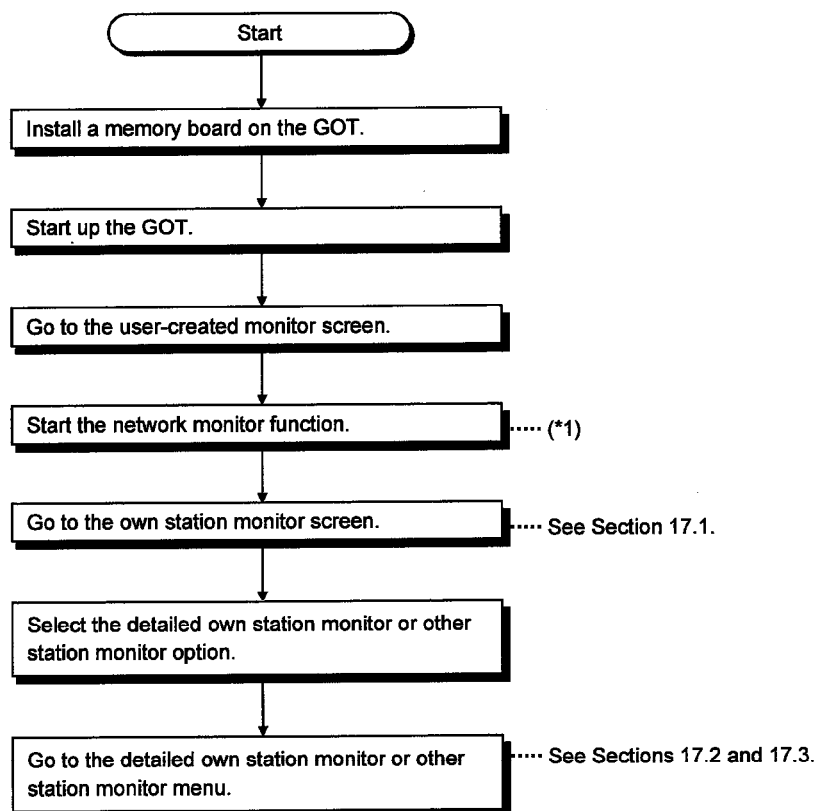 Start
Install a memory board on the GOT.
Start up the GOT.
Go to the user-created monitor screen.
Start the network monitor function.
(*1)
Go to the own station monitor screen.
See Section 17.1.
Select the detailed own station monitor or other
station monitor option.
Go to the detailed own station monitor or other
station monitor menu.
See Sections 17.2 and 17.3.